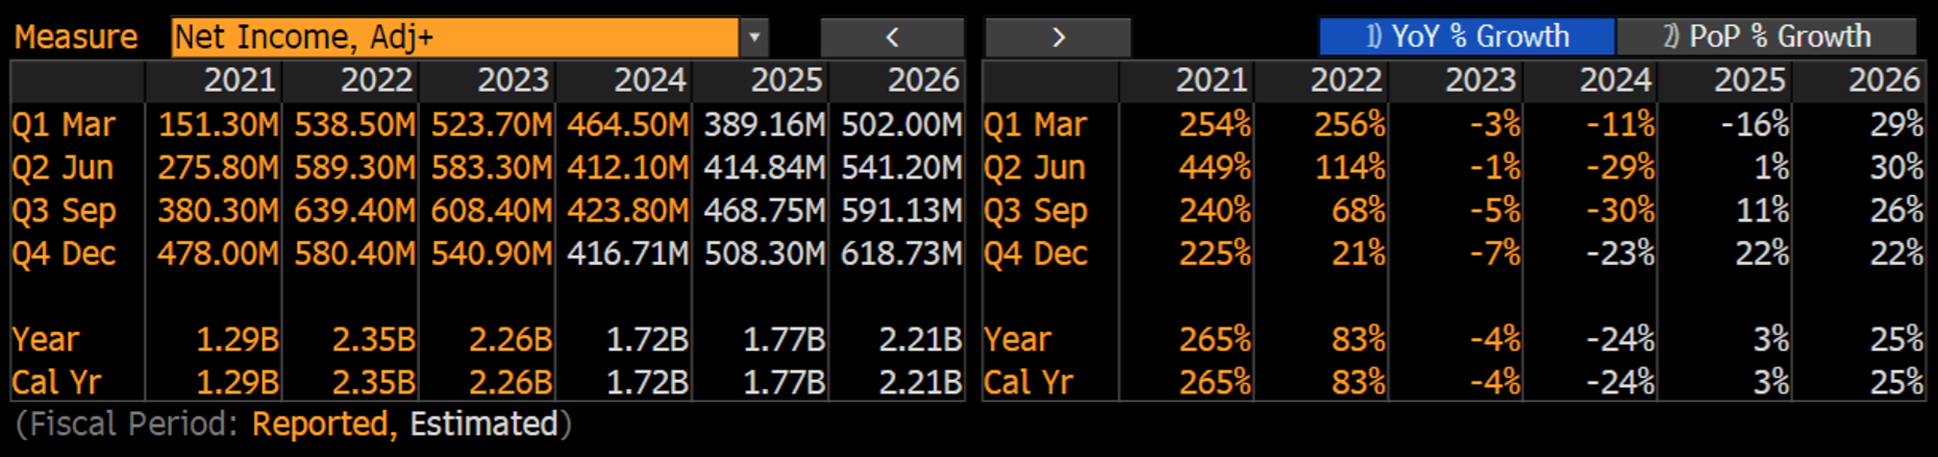 Measure Net Income, Adj+ ▼ < > 1) YoY % Growth 2) PoP % Growth
2021 2022 2023 2024 2025 2026 2021 2022 2023 2024 2025 2026
Q1 Mar 151.30M 538.50M 523.70M 464.50M 389.16M 502.00M Q1 Mar 254% 256% -3% -11% -16% 29%
Q2 Jun 275.80M 589.30M 583.30M 412.10M 414.84M 541.20M Q2 Jun 449% 114% -1% -29% 1% 30%
Q3 Sep 380.30M 639.40M 608.40M 423.80M 468.75M 591.13M Q3 Sep 240% 68% -5% -30% 11% 26%
Q4 Dec 478.00M 580.40M 540.90M 416.71M 508.30M 618.73M Q4 Dec 225% 21% -7% -23% 22% 22%
Year 1.29B 2.35B 2.26B 1.72B 1.77B 2.21B Year 265% 83% -4% -24% 3% 25%
Cal Yr 1.29B 2.35B 2.26B 1.72B 1.77B 2.21B Cal Yr 265% 83% -4% -24% 3% 25%
(Fiscal Period: Reported, Estimated)